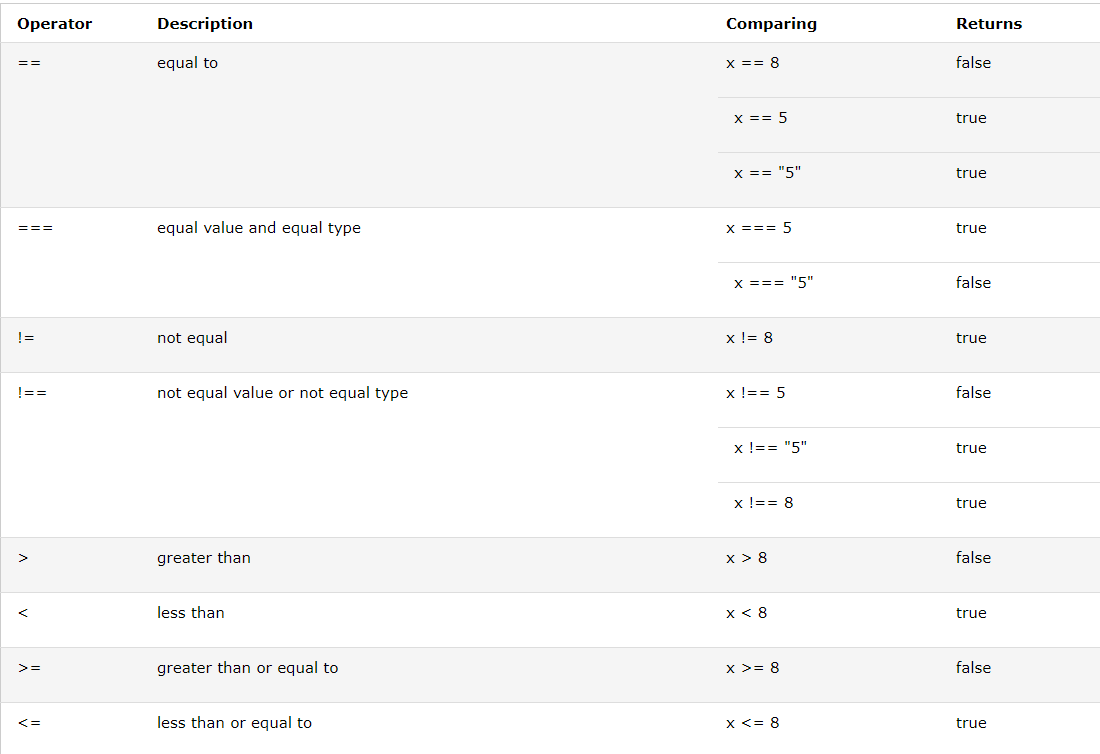 Operator Description Comparing Returns
== equal to x == 8 false
x == 5 true
x == "5" true
=== equal value and equal type x === 5 true
x === "5" false
!= not equal x != 8 true
!== not equal value or not equal type x !== 5 false
x !== "5" true
x !== 8 true
> greater than x > 8 false
< less than x < 8 true
>= greater than or equal to x >= 8 false
<= less than or equal to x <= 8 true